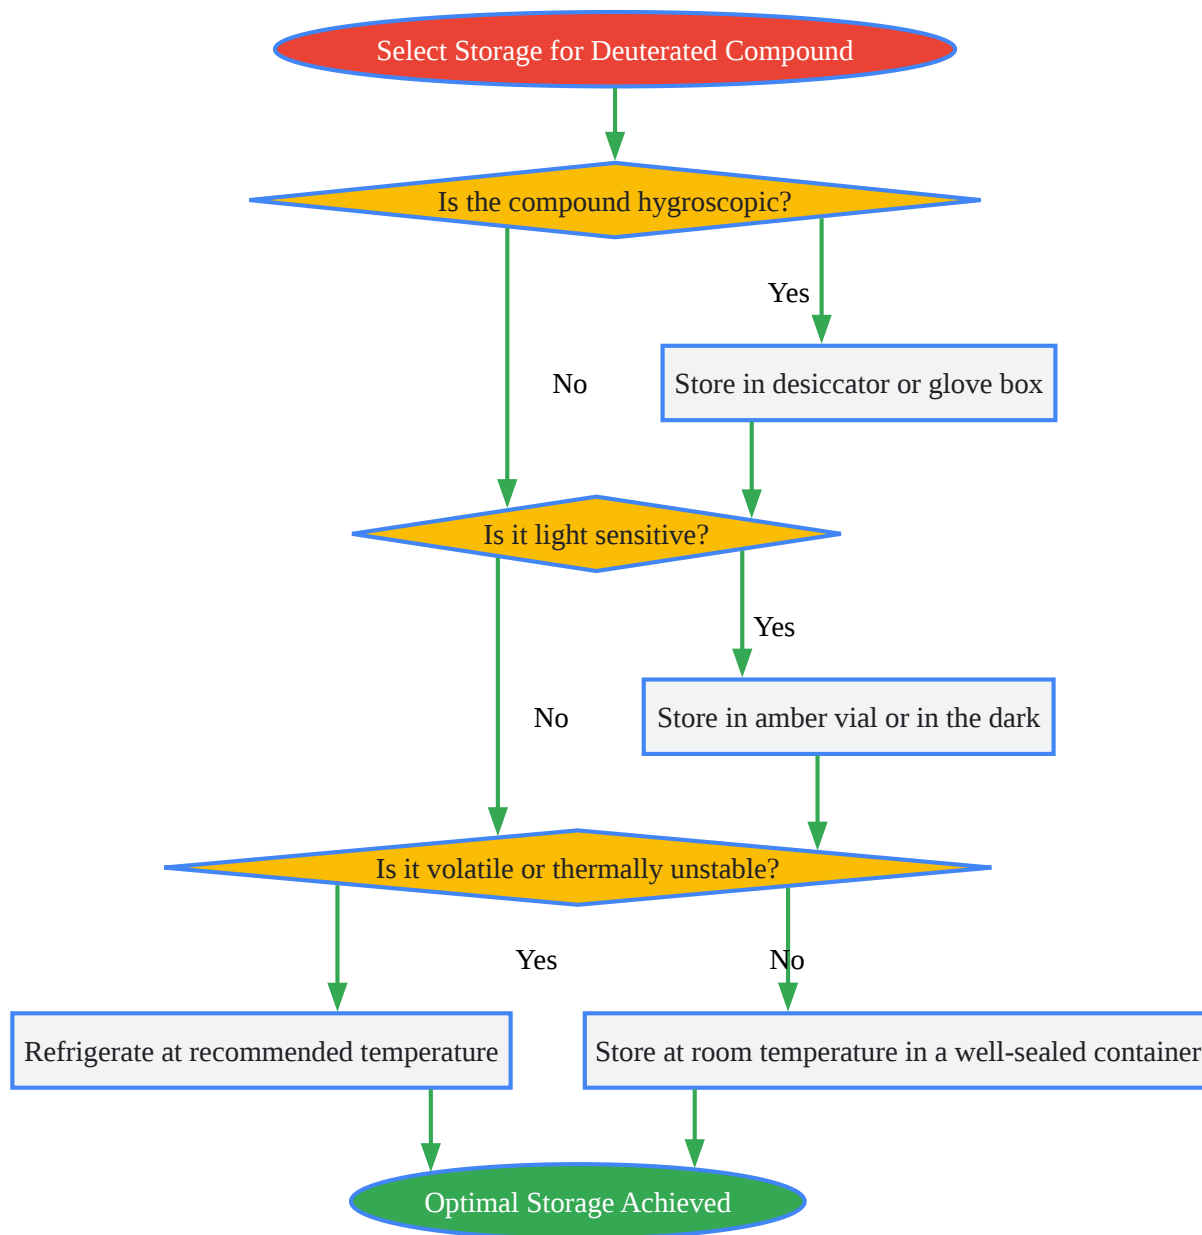 Select Storage for Deuterated Compound
Is the compound hygroscopic?
Yes
No
Store in desiccator or glove box
Is it light sensitive?
Yes
No
Store in amber vial or in the dark
Is it volatile or thermally unstable?
Yes
No
Refrigerate at recommended temperature
Store at room temperature in a well-sealed container
Optimal Storage Achieved